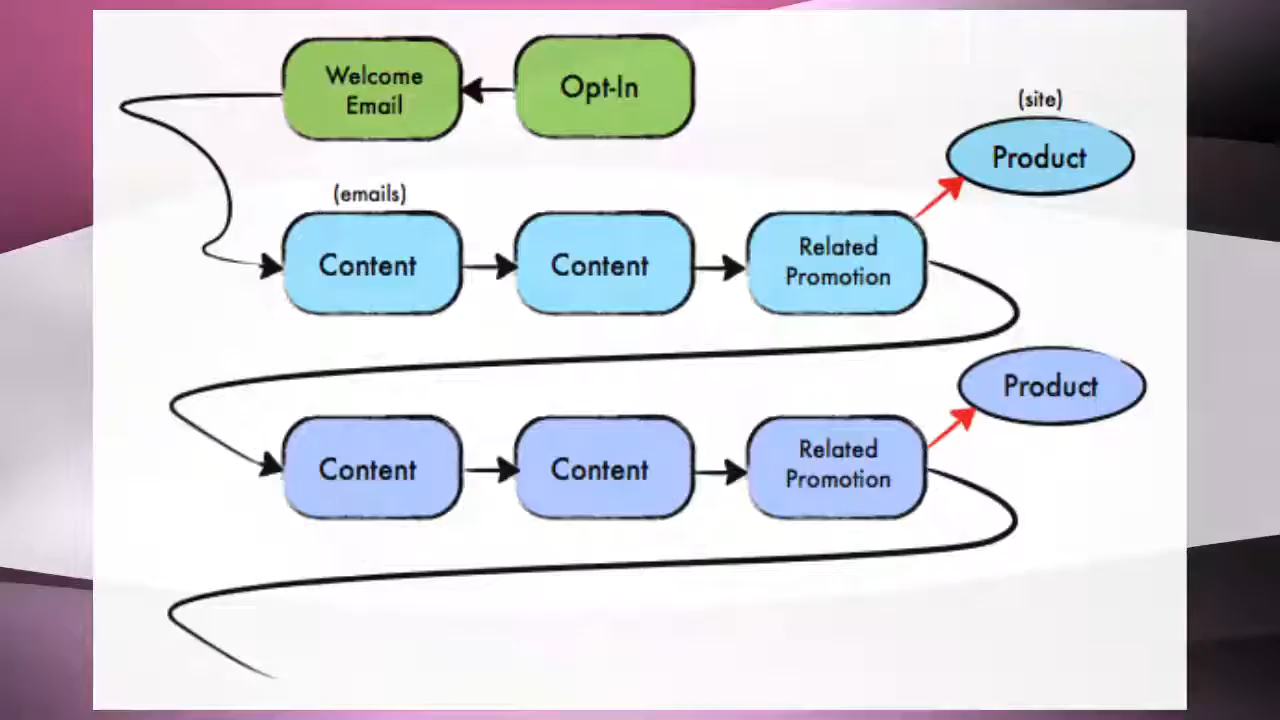 Welcome
Email
Opt-In
(site)
Product
(emails)
Content
Content
Related
Promotion
Product
Content
Content
Related
Promotion